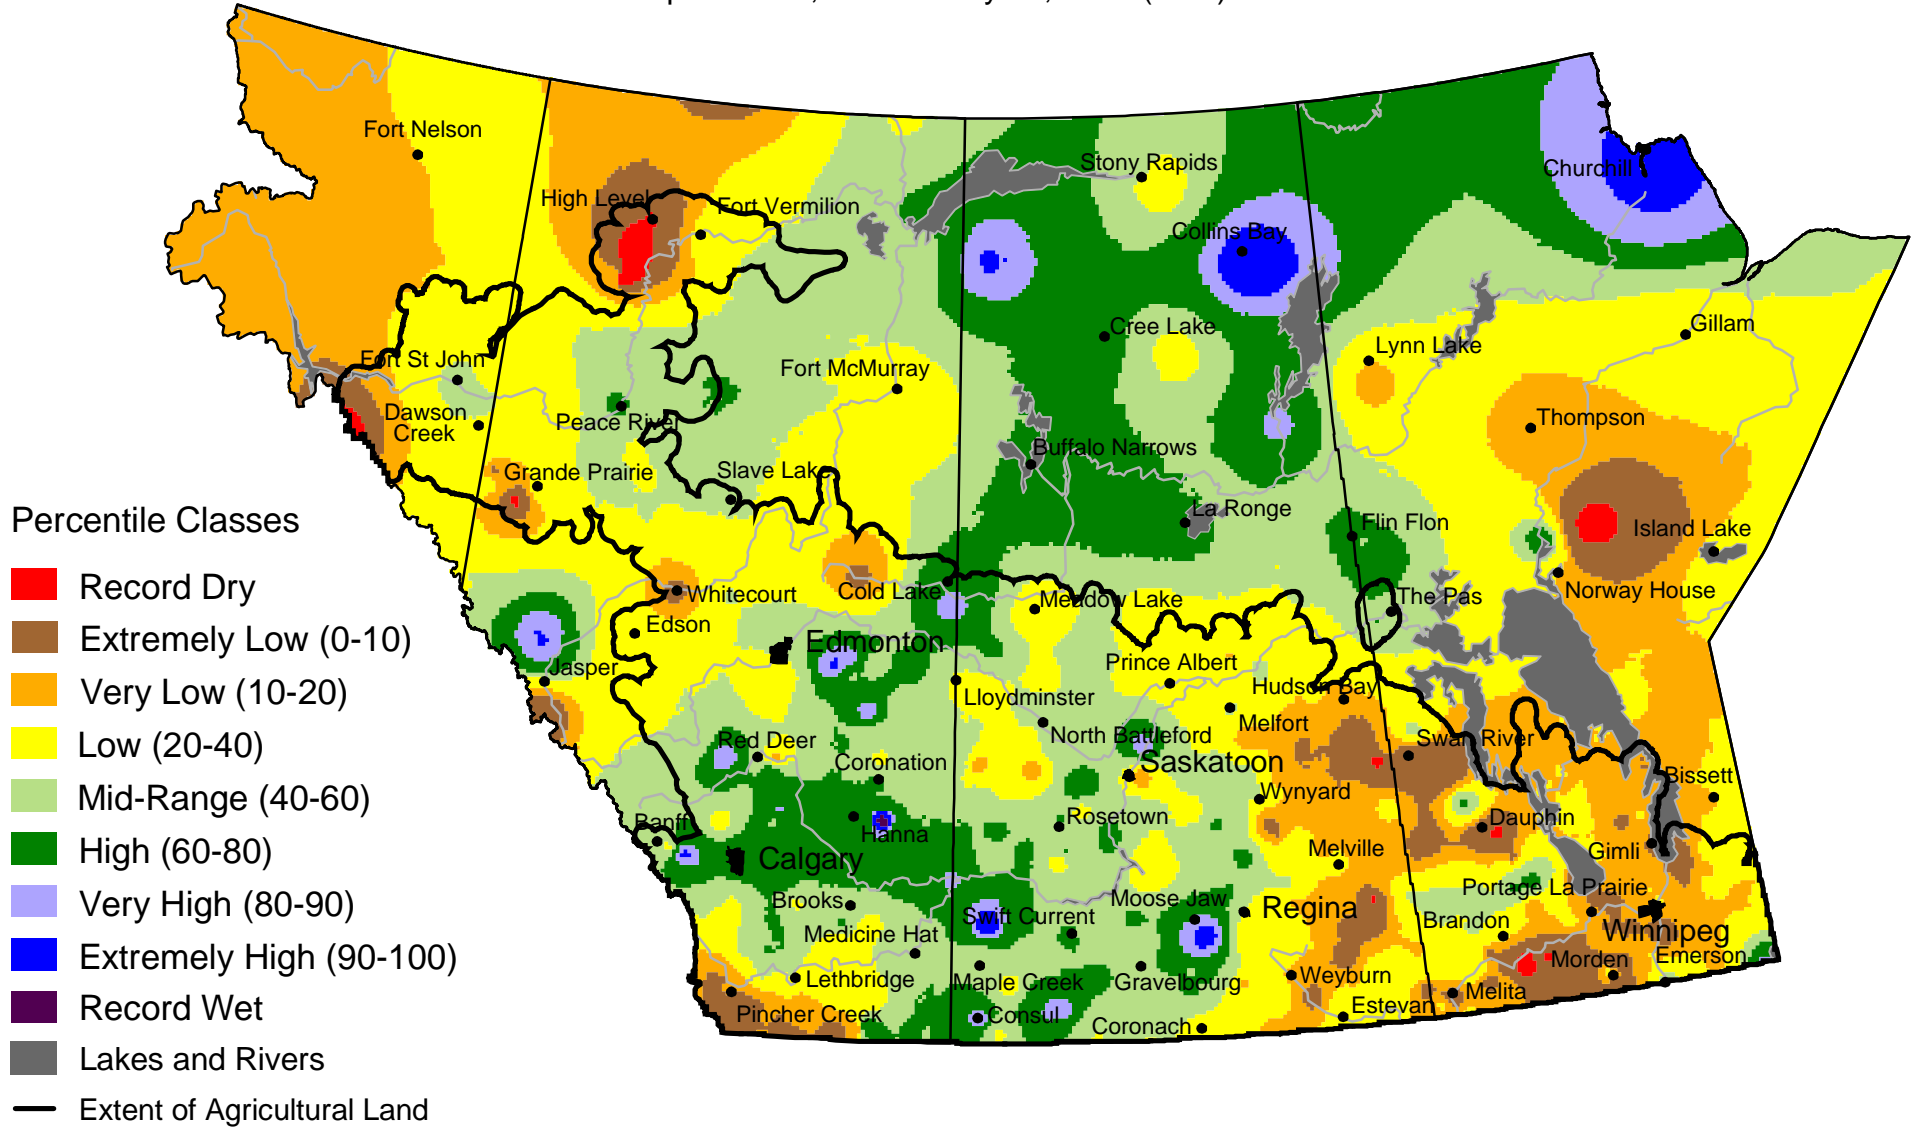 Fort Nelson
Stony Rapids
Churchill
High Level
Fort Vermilion
Collins Bay
Gillam
Cree Lake
Lynn Lake
Fort St John
Fort McMurray
Dawson
Creek
Peace River
Thompson
Buffalo Narrows
Grande Prairie
Slave Lake
La Ronge
Flin Flon
Island Lake
Percentile Classes
Record Dry
Extremely Low (0-10)
Very Low (10-20)
Low (20-40)
Mid-Range (40-60)
High (60-80)
Very High (80-90)
Extremely High (90-100)
Record Wet
Lakes and Rivers
Extent of Agricultural Land
Whitecourt
Cold Lake
Meadow Lake
The Pas
Norway House
Edson
Edmonton
Jasper
Prince Albert
Hudson Bay
Lloydminster
Melfort
North Battleford
Red Deer
Swan River
Coronation
Saskatoon
Bissett
Wynyard
Banff
Hanna
Rosetown
Dauphin
Calgary
Melville
Gimli
Brooks
Moose Jaw
Portage La Prairie
Swift Current
Regina
Brandon
Medicine Hat
Winnipeg
Lethbridge
Maple Creek
Gravelbourg
Weyburn
Morden
Emerson
Pincher Creek
Consul
Coronach
Estevan
Melita